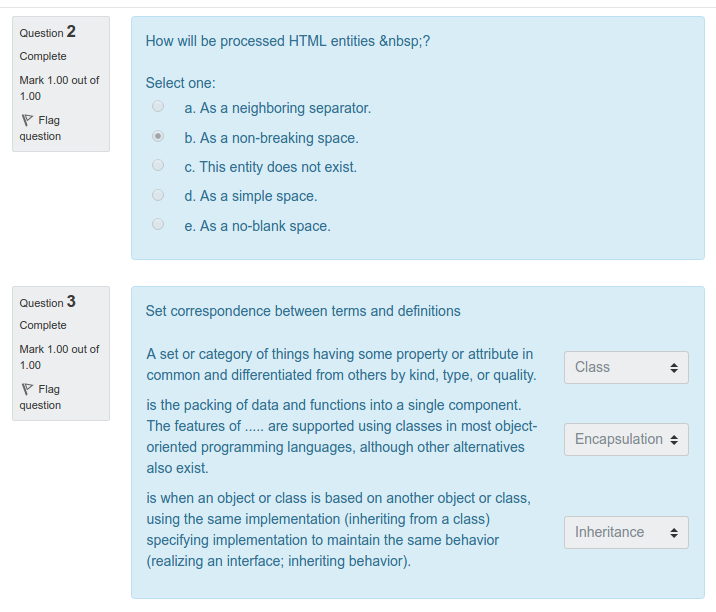 Question 2
Complete
Mark 1.00 out of
1.00
Flag
question
How will be processed HTML entities &nbsp;?
Select one:
a. As a neighboring separator.
b. As a non-breaking space.
c. This entity does not exist.
d. As a simple space.
e. As a no-blank space.
Question 3
Complete
Mark 1.00 out of
1.00
Flag
question
Set correspondence between terms and definitions
A set or category of things having some property or attribute in
common and differentiated from others by kind, type, or quality.
Class
is the packing of data and functions into a single component.
The features of ..... are supported using classes in most object-
oriented programming languages, although other alternatives
also exist.
Encapsulation
is when an object or class is based on another object or class,
using the same implementation (inheriting from a class)
specifying implementation to maintain the same behavior
(realizing an interface; inheriting behavior).
Inheritance